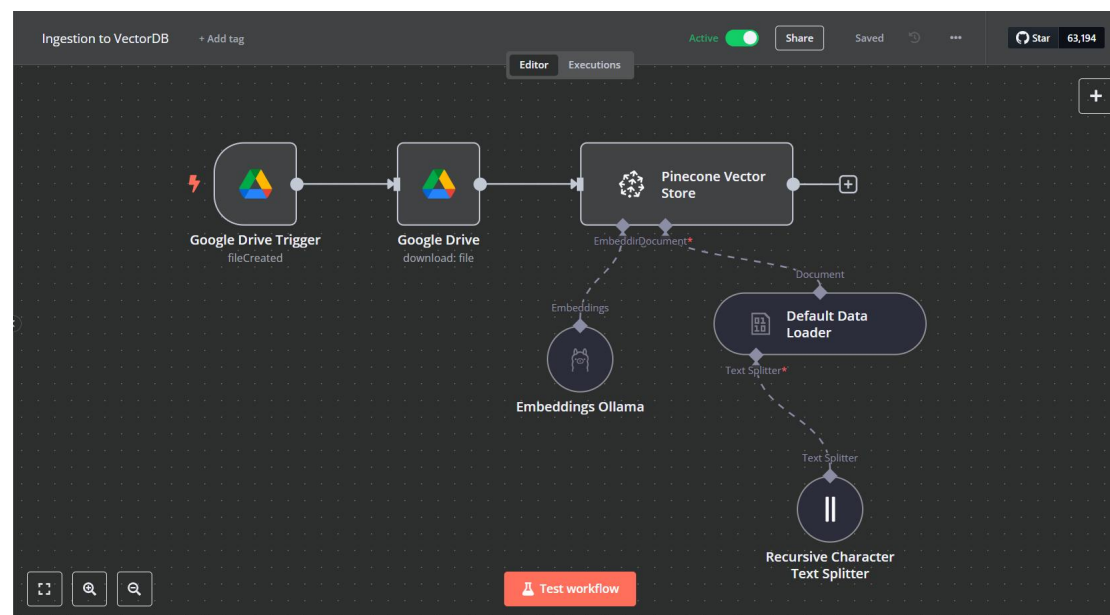 Ingestion to VectorDB
+ Add tag
Active
Share
Saved
Star 63,194
Editor Executions
Pinecone Vector
Store
Google Drive Trigger
fileCreated
Google Drive
download: file
Document*
Embeddings
Document
Default Data
Loader
Text Splitter*
Embeddings Ollama
Text Splitter
Recursive Character
Text Splitter
Test workflow